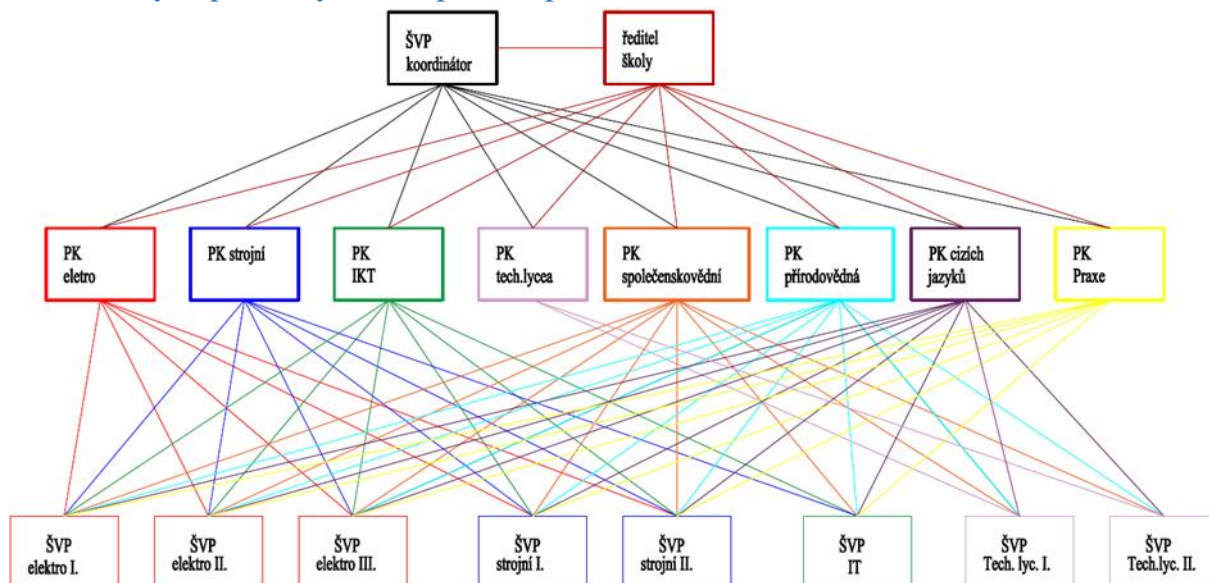 ŠVP
koordinátor
ředitel
školy
PK
eletro
PK strojní
PK
IKT
PK
tech.lycea
PK
společenskovědní
PK
přírodovědná
PK cizích
jazyků
PK
Praxe
ŠVP
elektro I.
ŠVP
elektro II.
ŠVP
elektro III.
ŠVP
strojní I.
ŠVP
strojní II.
ŠVP
IT
ŠVP
Tech. lyc. I.
ŠVP
Tech.lyc. II.